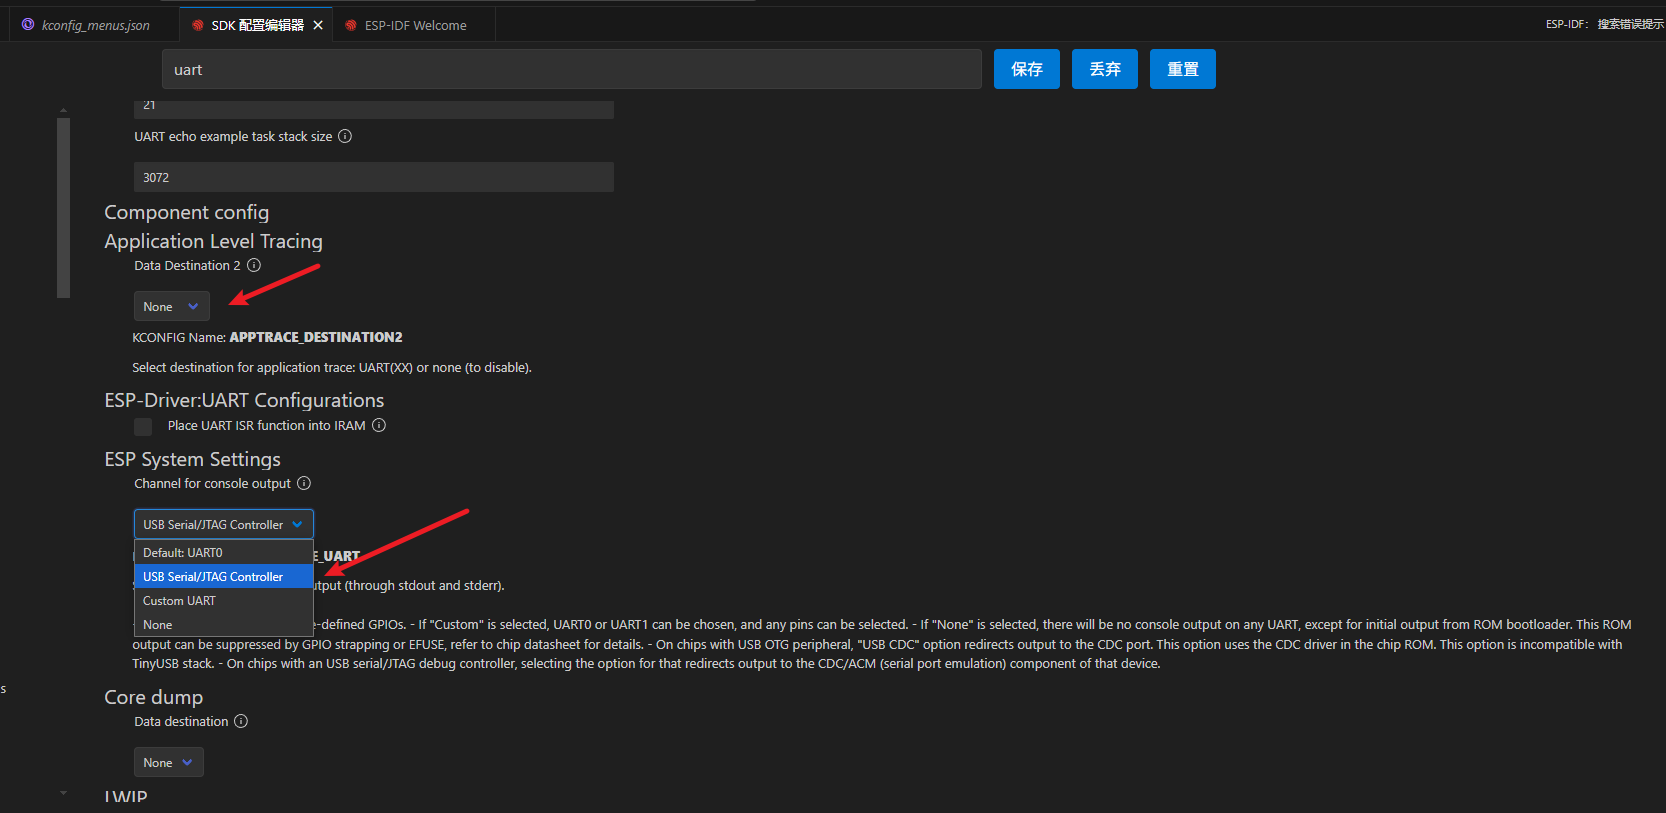 kconfig_menus.json
SDK 配置编辑器
ESP-IDF Welcome
ESP-IDF: 搜索错误提示
uart
保存
丢弃
重置
21
UART echo example task stack size
3072
Component config
Application Level Tracing
Data Destination 2
None
KCONFIG Name: APPTRACE_DESTINATION2
Select destination for application trace: UART(XX) or none (to disable).
ESP-Driver:UART Configurations
Place UART ISR function into IRAM
ESP System Settings
Channel for console output
USB Serial/JTAG Controller
Default: UART0
E_UART
USB Serial/JTAG Controller
utput (through stdout and stderr).
Custom UART
None
e-defined GPIOs. - If "Custom" is selected, UART0 or UART1 can be chosen, and any pins can be selected. - If "None" is selected, there will be no console output on any UART, except for initial output from ROM bootloader. This ROM
output can be suppressed by GPIO strapping or EFUSE, refer to chip datasheet for details. - On chips with USB OTG peripheral, "USB CDC" option redirects output to the CDC port. This option uses the CDC driver in the chip ROM. This option is incompatible with
TinyUSB stack. - On chips with an USB serial/JTAG debug controller, selecting the option for that redirects output to the CDC/ACM (serial port emulation) component of that device.
s
Core dump
Data destination
None
LWIP